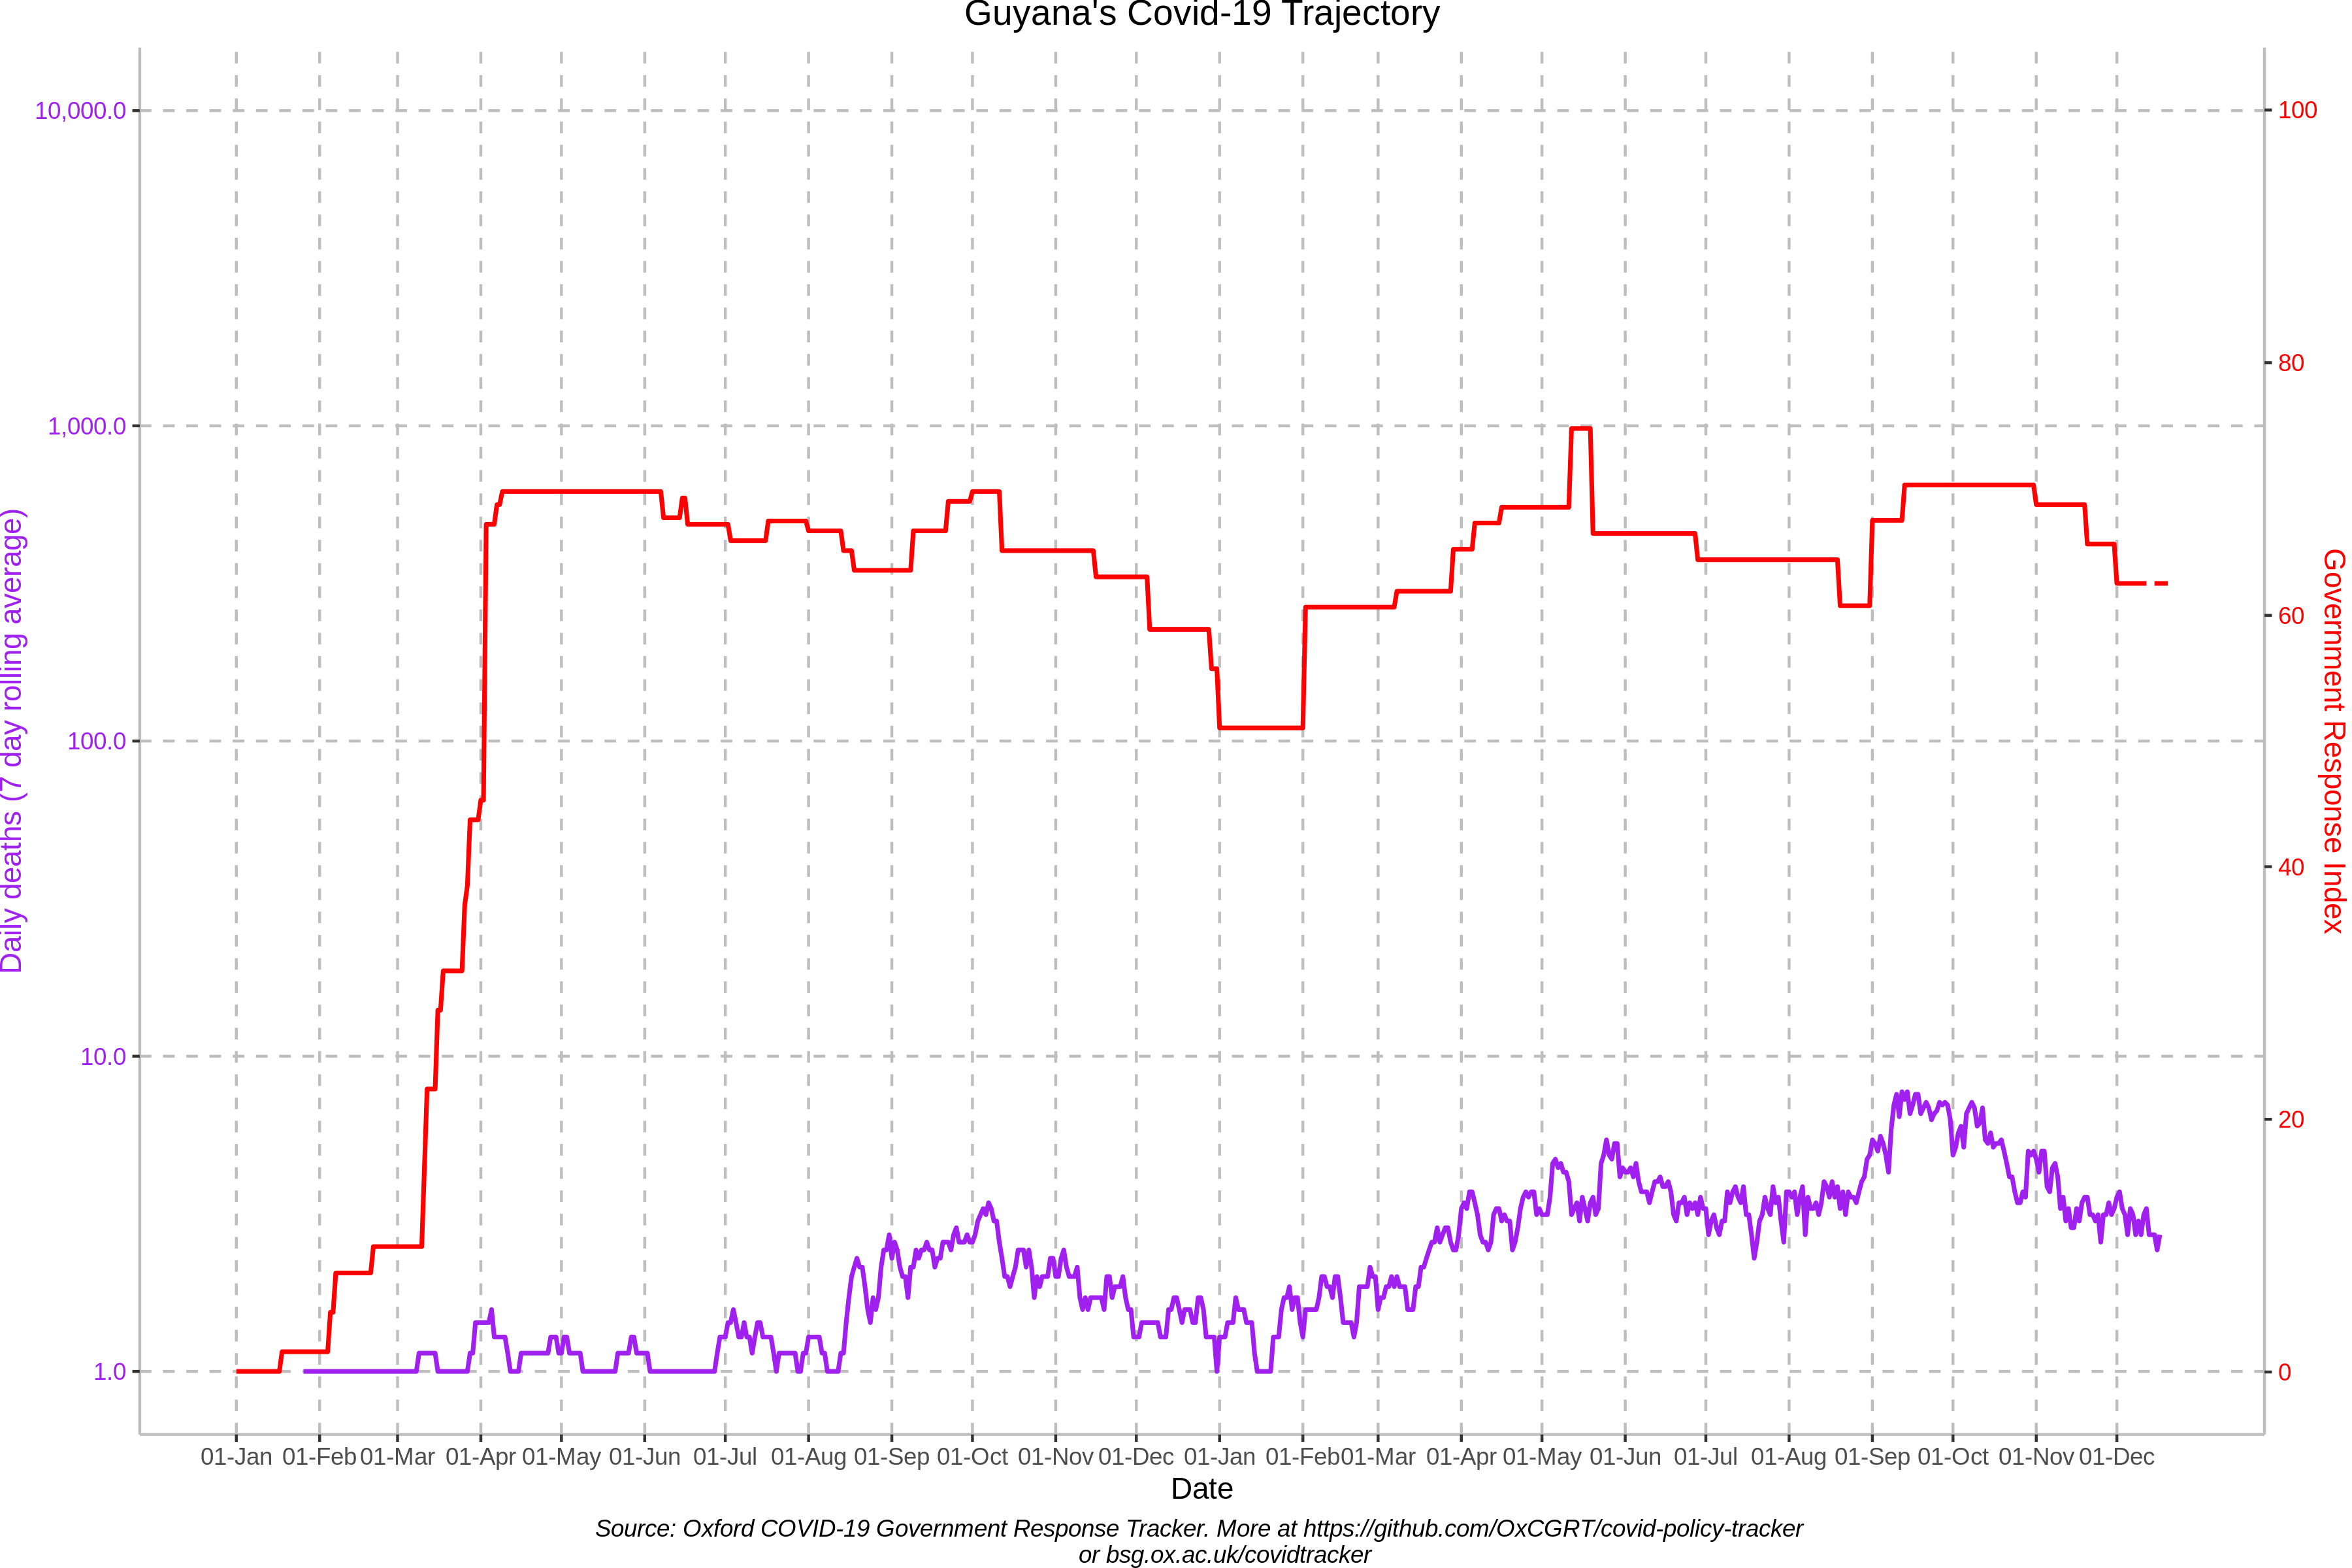 Guyana's Covid-19 Trajectory
10,000.0
1,000.0
100.0
10.0
1.0
Daily deaths (7 day rolling average)
100
80
60
40
20
0
Government Response Index
01-Jan 01-Feb 01-Mar 01-Apr 01-May 01-Jun 01-Jul 01-Aug 01-Sep 01-Oct 01-Nov 01-Dec 01-Jan 01-Feb 01-Mar 01-Apr 01-May 01-Jun 01-Jul 01-Aug 01-Sep 01-Oct 01-Nov 01-Dec
Date
Source: Oxford COVID-19 Government Response Tracker. More at https://github.com/OxCGRT/covid-policy-tracker
or bsg.ox.ac.uk/covidtracker